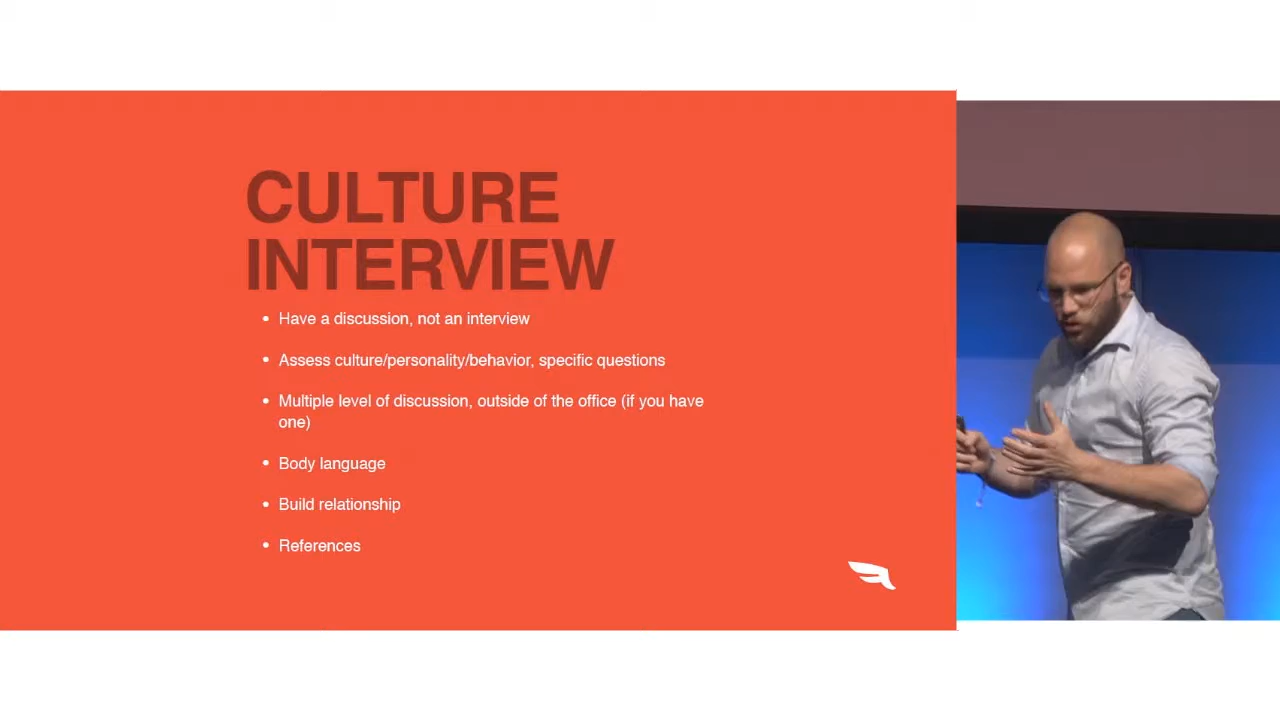 CULTURE
INTERVIEW
• Have a discussion, not an interview
• Assess culture/personality/behavior, specific questions
• Multiple level of discussion, outside of the office (if you have
one)
• Body language
• Build relationship
• References